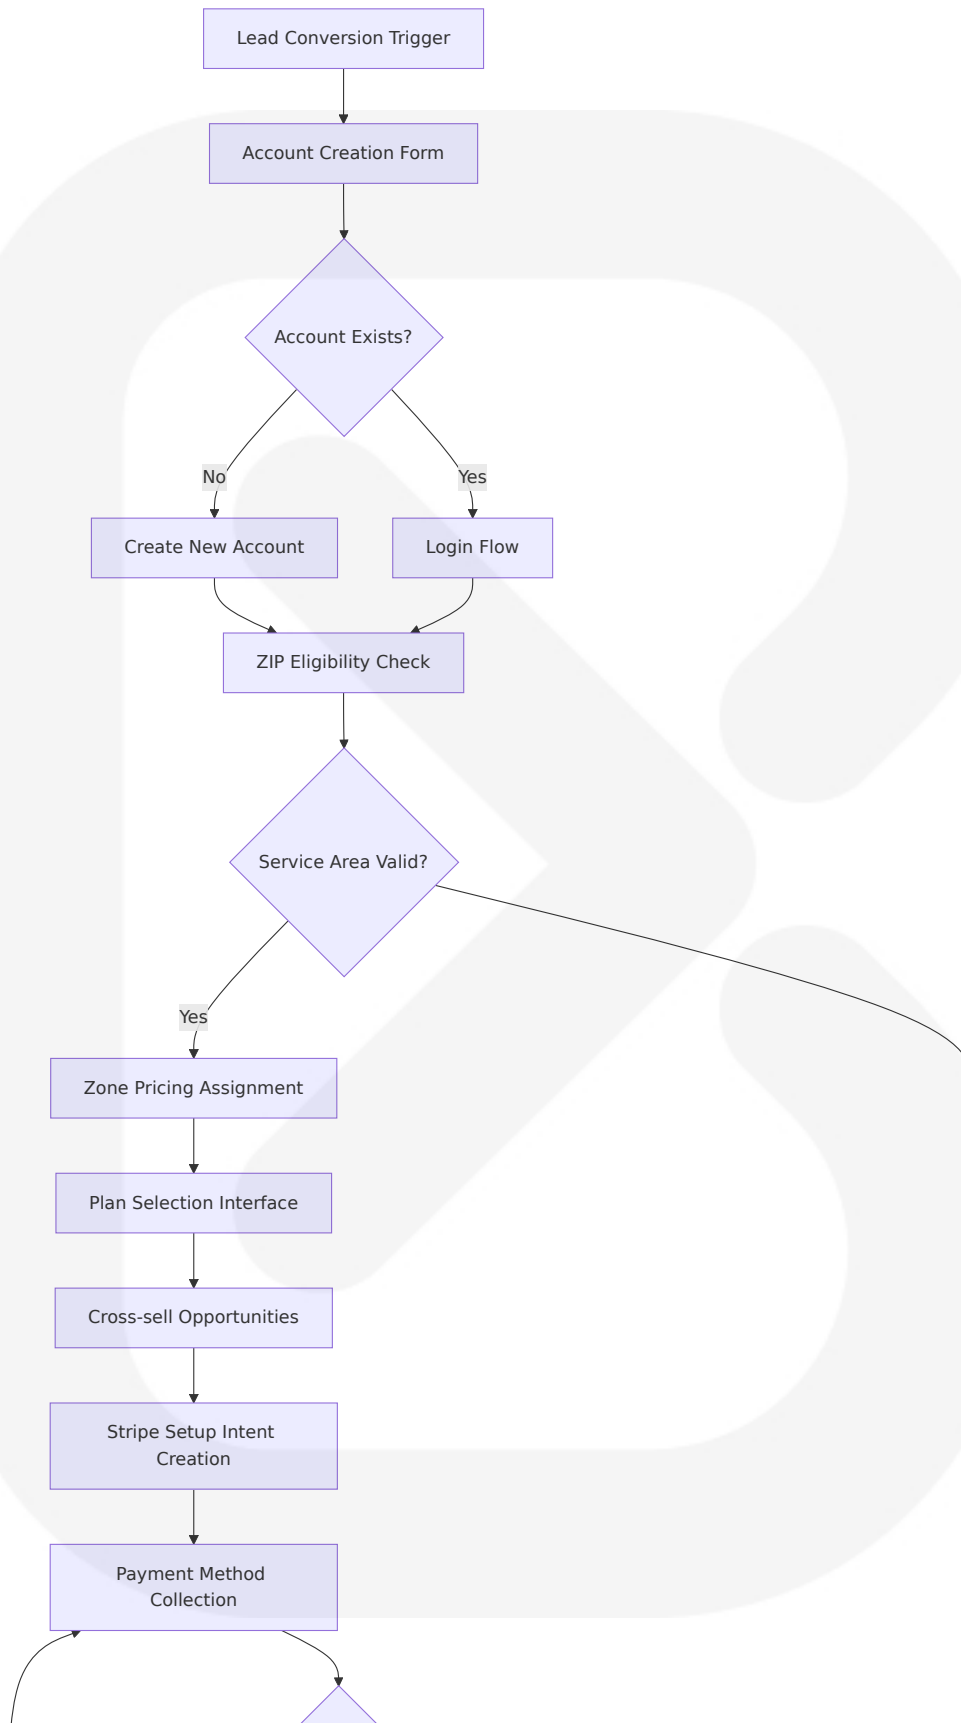 Lead Conversion Trigger
Account Creation Form
Account Exists?
No
Yes
Create New Account
Login Flow
ZIP Eligibility Check
Service Area Valid?
Yes
Zone Pricing Assignment
Plan Selection Interface
Cross-sell Opportunities
Stripe Setup Intent
Creation
Payment Method
Collection